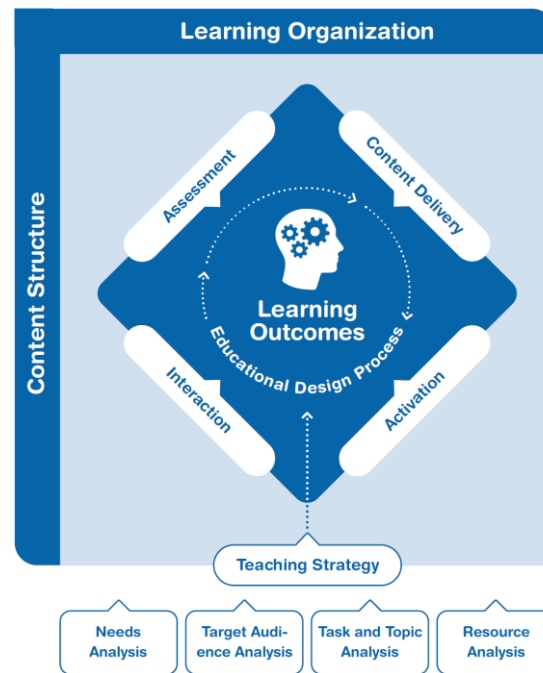 Learning Organization
Content Structure
Assessment
Content Delivery
Learning
Outcomes
Educational Design Process
Interaction
Activation
Teaching Strategy
Needs
Analysis
Target Audi-
ence Analysis
Task and Topic
Analysis
Resource
Analysis